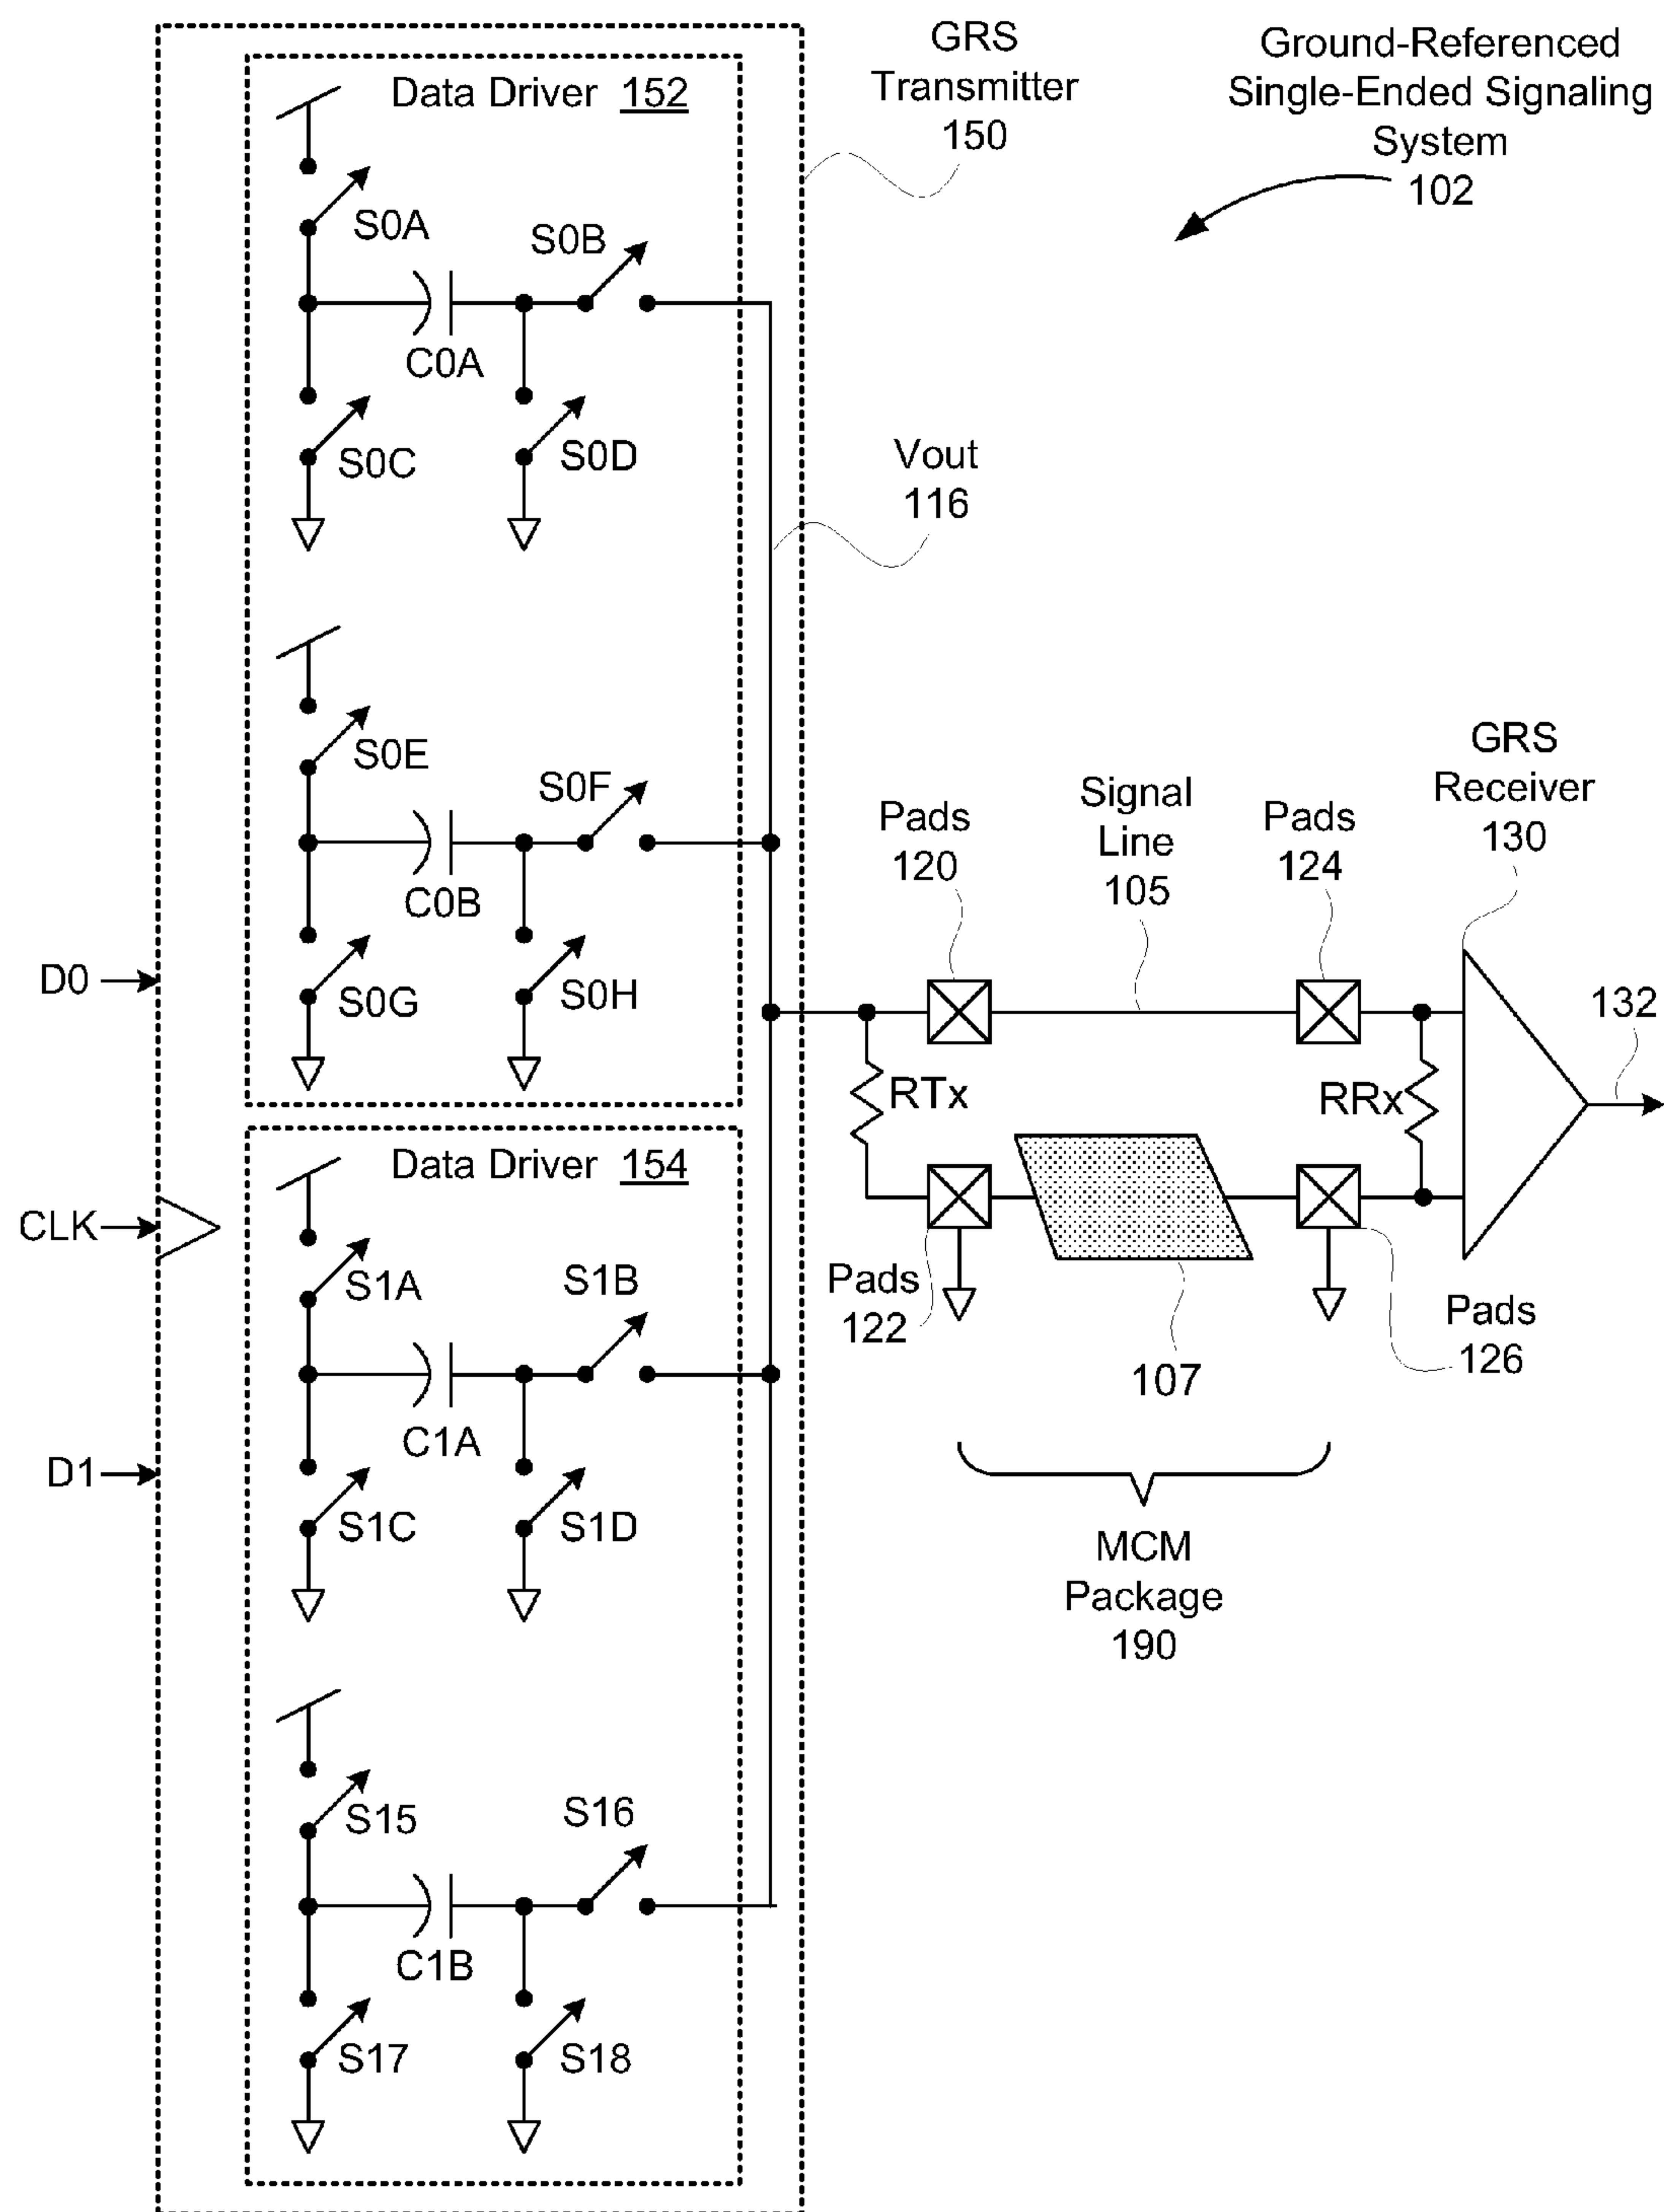 GRS
Transmitter
150
Ground-Referenced
Single-Ended Signaling
System
102
Data Driver 152
S0A
S0B
C0A
S0C
S0D
Vout
116
S0E
S0F
C0B
S0G
S0H
D0
Pads
120
Signal
Line
105
Pads
124
GRS
Receiver
130
132
RTx
RRx
Data Driver 154
CLK
S1A
S1B
C1A
S1C
S1D
D1
Pads
122
107
Pads
126
MCM
Package
190
S15
S16
C1B
S17
S18